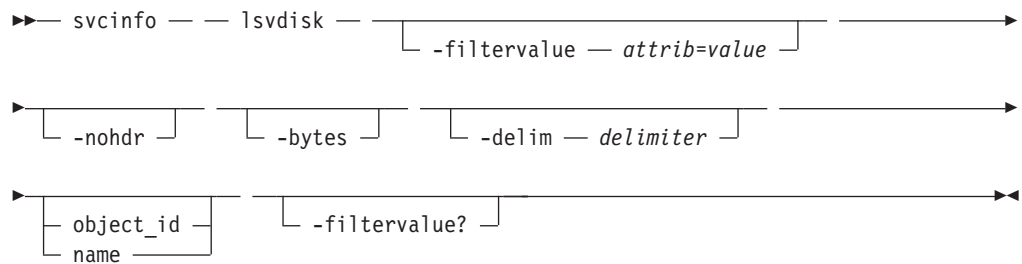 svcinfo lsvdisk
-filtervalue attrib=value
-nohdr -bytes -delim delimiter
object_id -filtervalue?
name